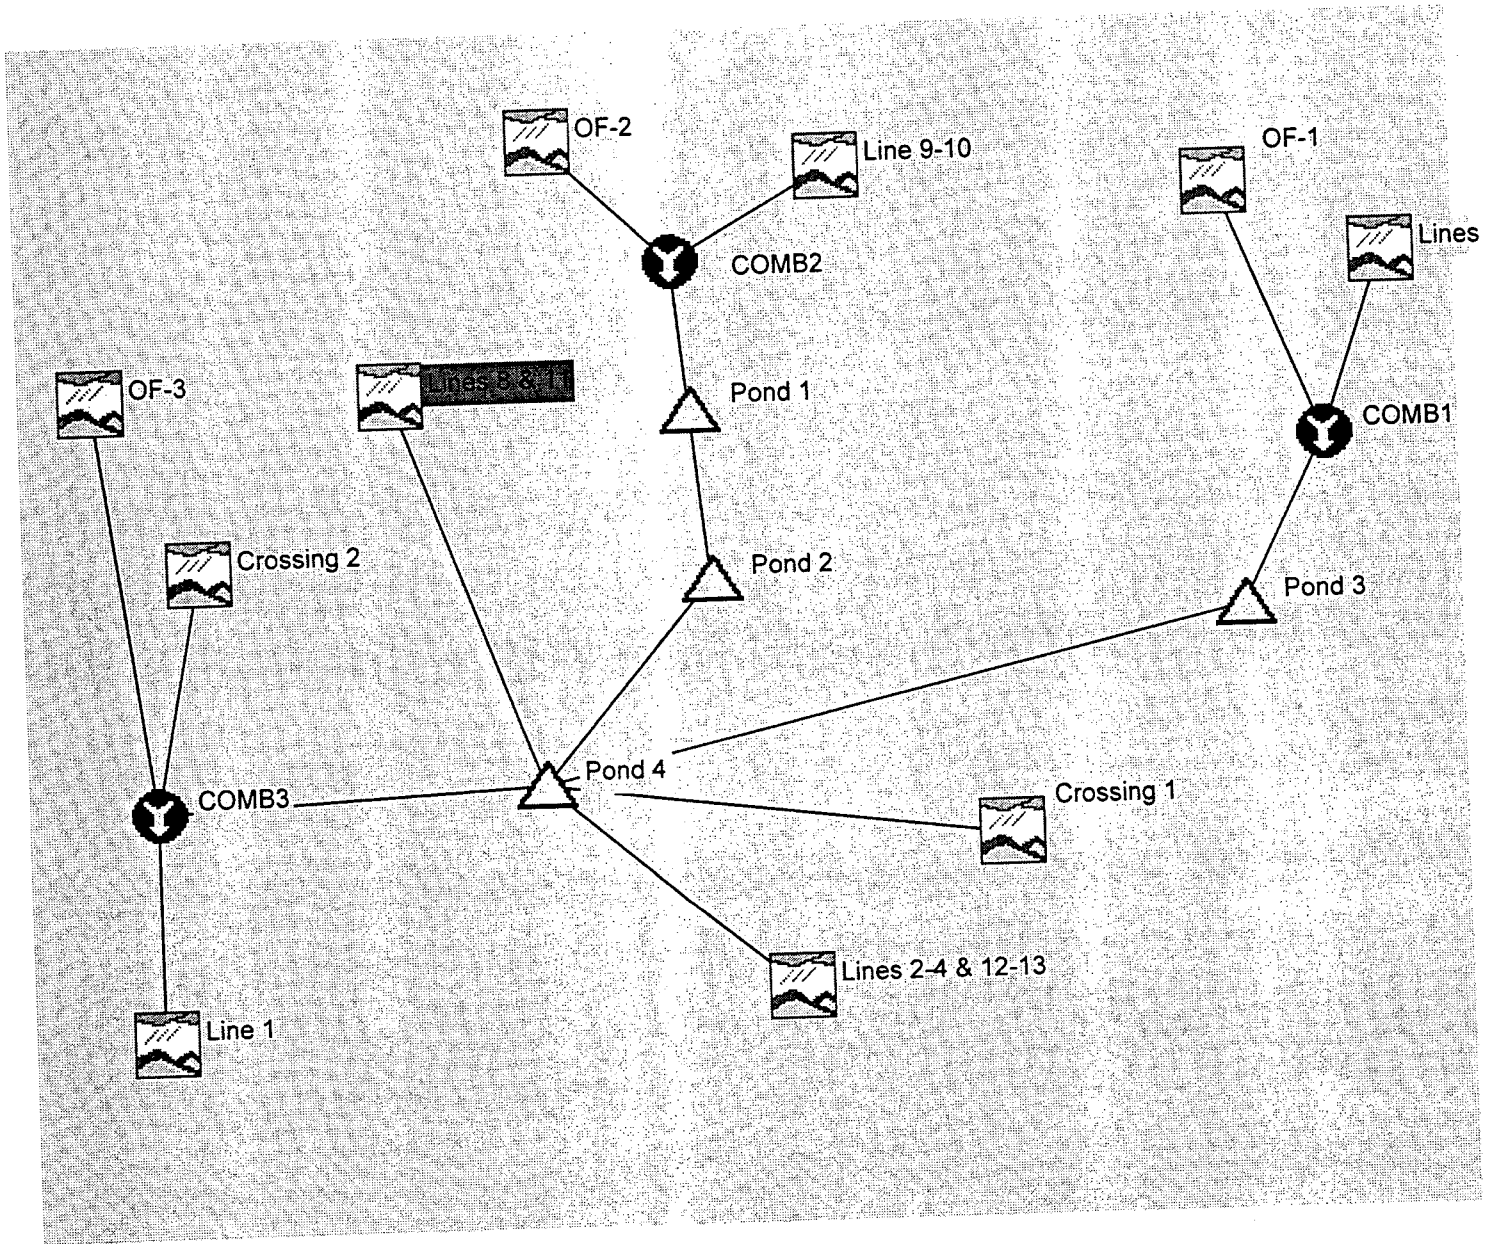 OF-2
Line 9-10
OF-1
Lines
COMB2
OF-3
Lines 8 & 11
Pond 1
COMB1
Crossing 2
Pond 2
Pond 3
Pond 4
COMB3
Crossing 1
Lines 2-4 & 12-13
Line 1